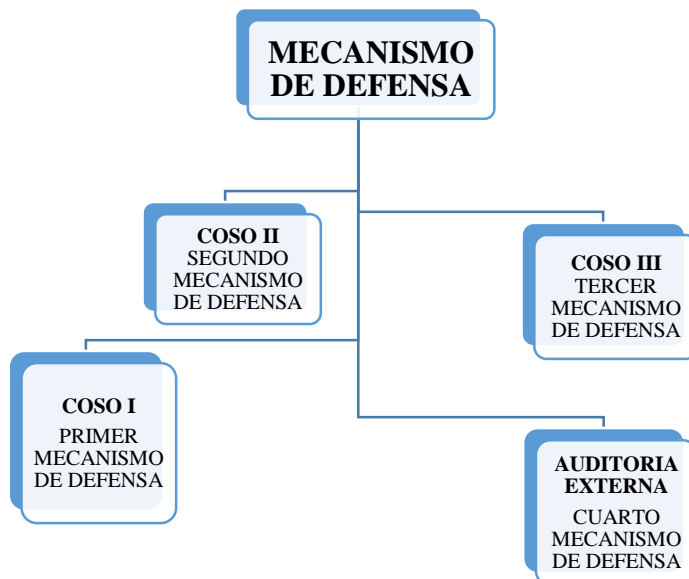 MECANISMO
DE DEFENSA
COSO II
SEGUNDO
MECANISMO
DE DEFENSA
COSO III
TERCER
MECANISMO
DE DEFENSA
COSO I
PRIMER
MECANISMO
DE DEFENSA
AUDITORIA
EXTERNA
CUARTO
MECANISMO
DE DEFENSA